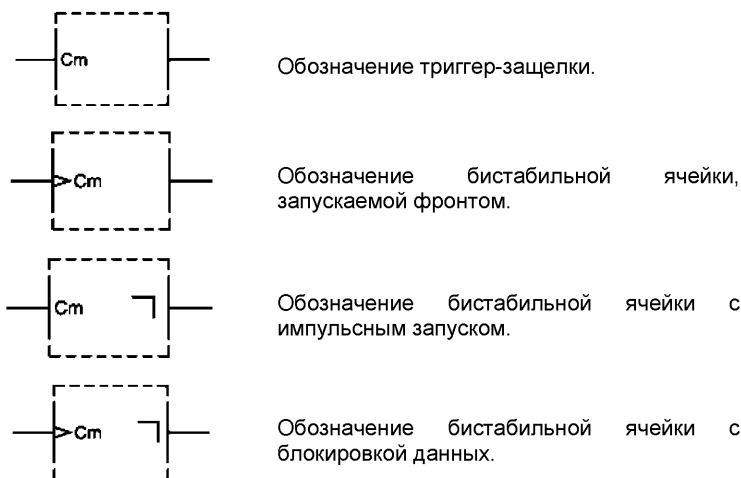 Cm
Обозначение триггер-защелки.
Cm
Обозначение бистабильной ячейки,
запускаемой фронтом.
Cm
Обозначение бистабильной ячейки с
импульсным запуском.
Cm
Обозначение бистабильной ячейки с
блокировкой данных.